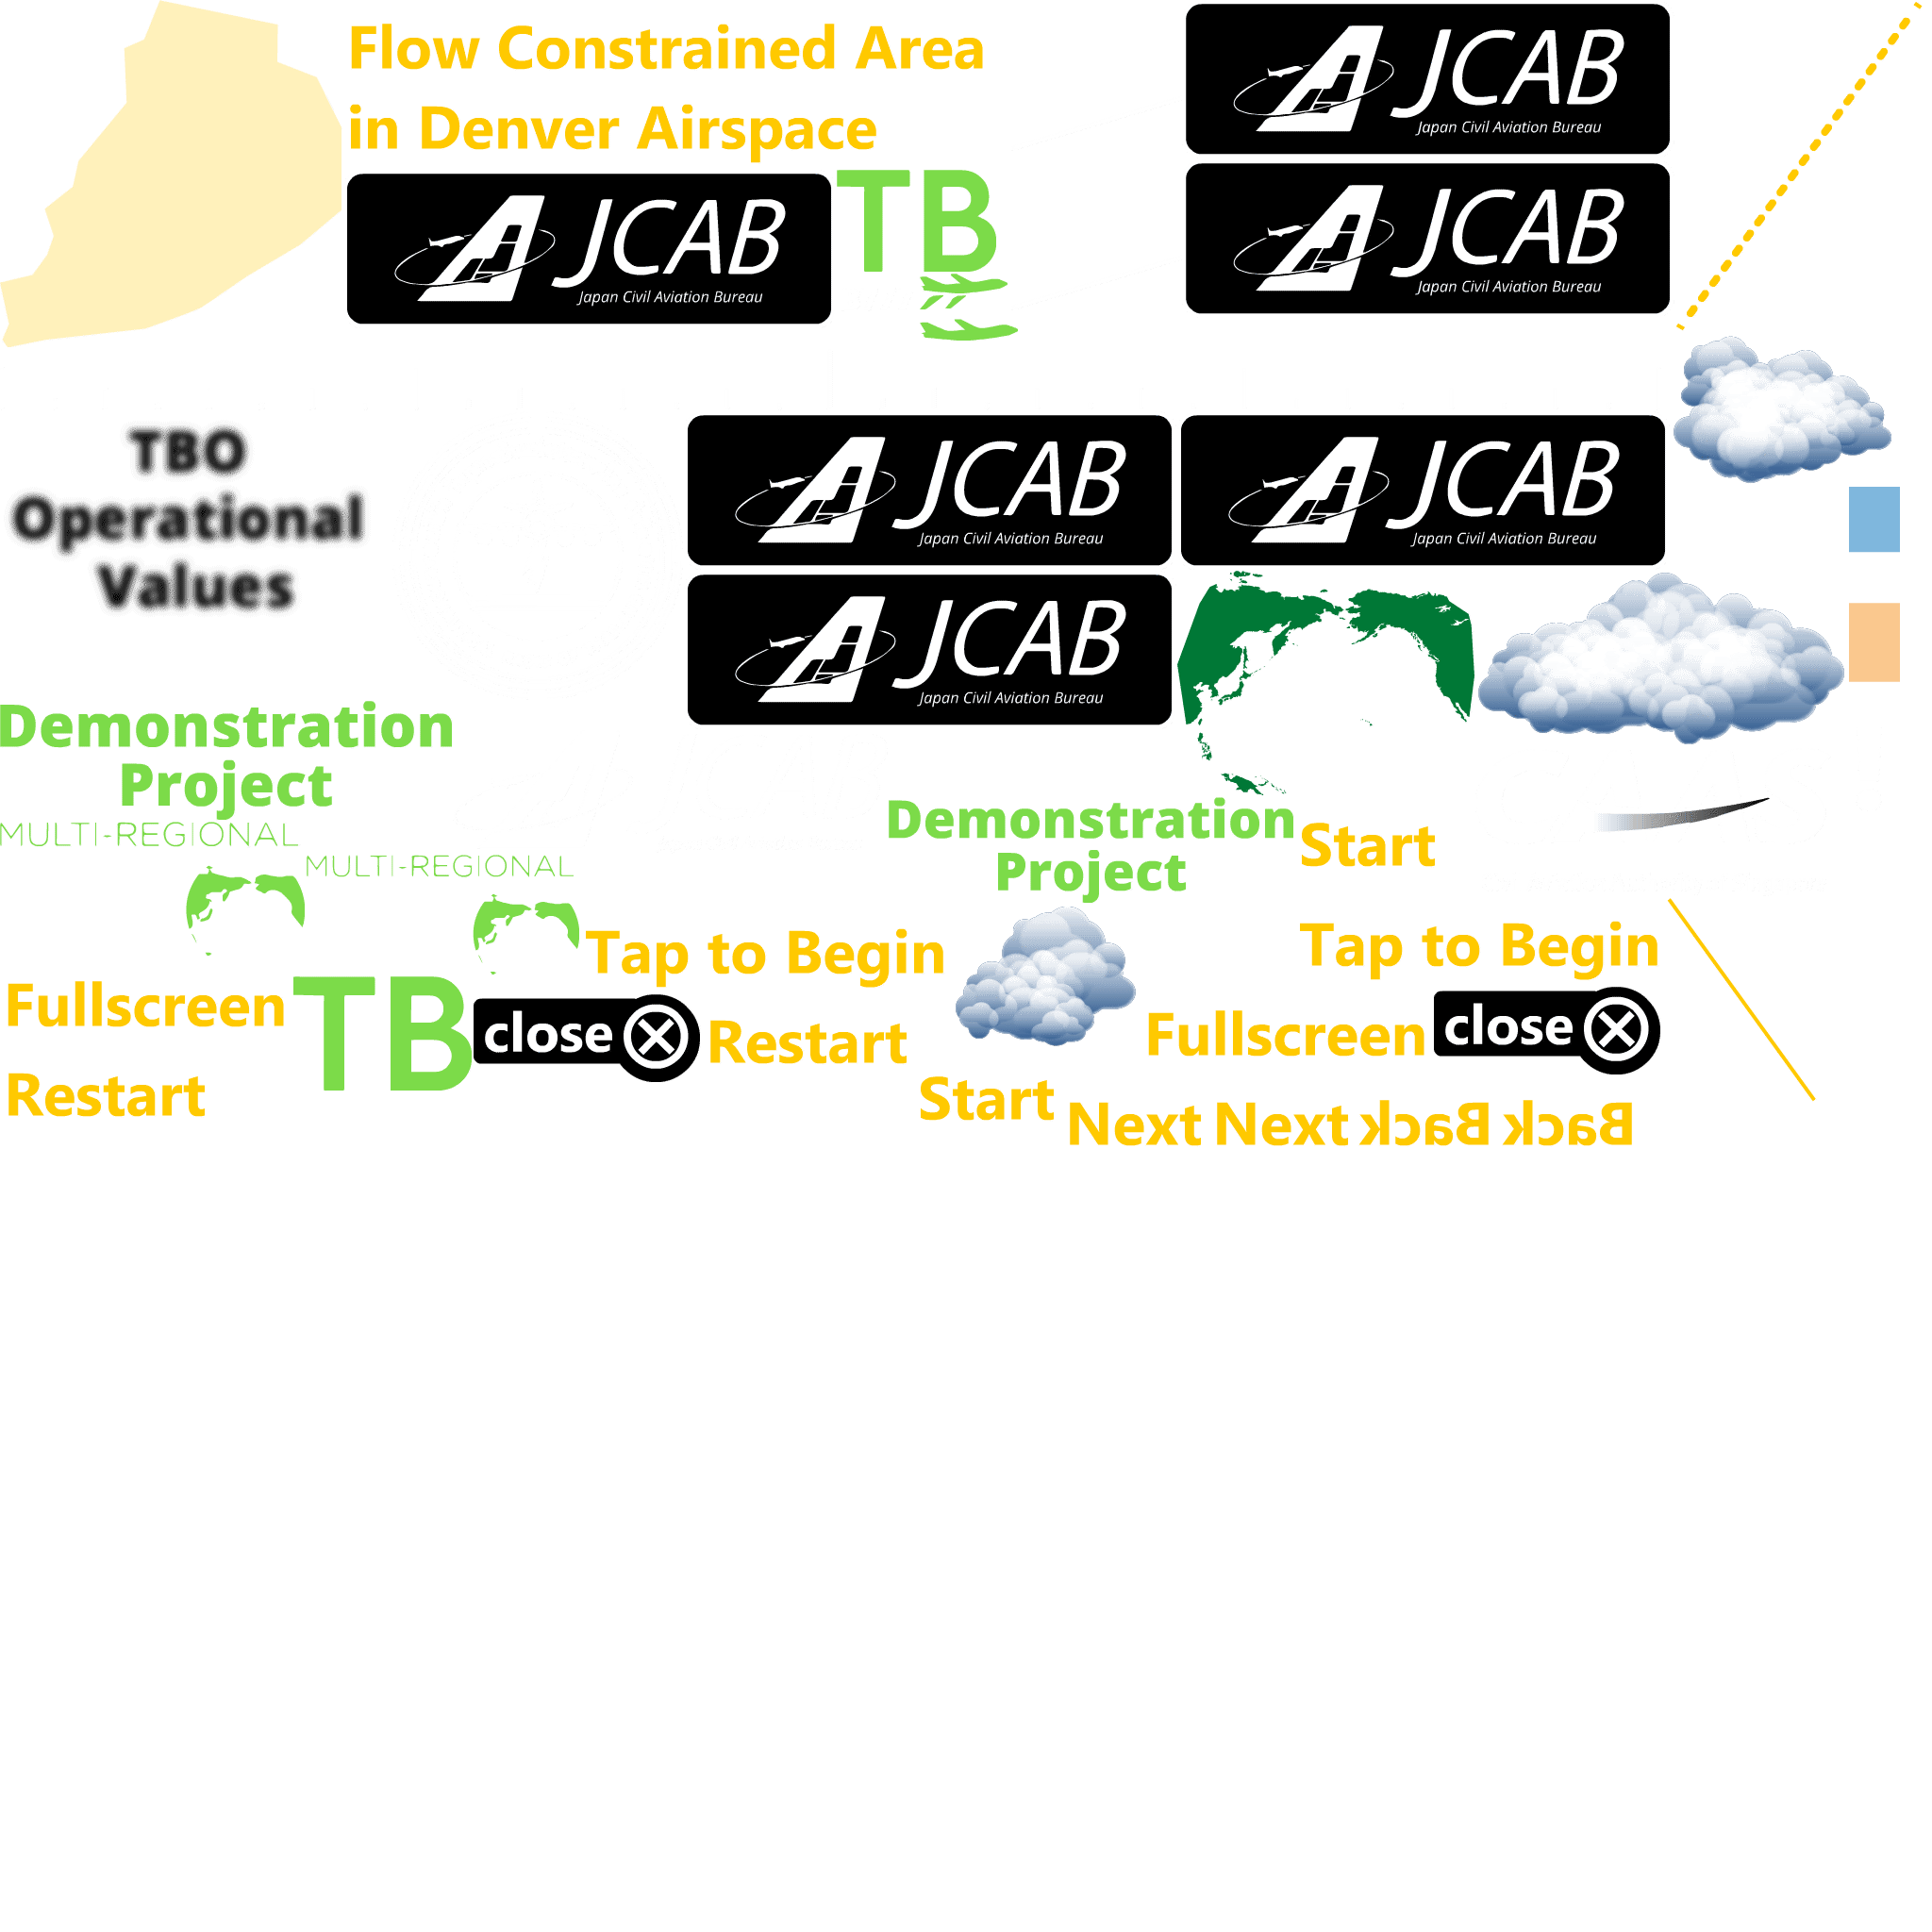 Flow Constrained Area
in Denver Airspace
JCAB
Japan Civil Aviation Bureau
JCAB
Japan Civil Aviation Bureau
JCAB
Japan Civil Aviation Bureau
TB
TBO
Operational
Values
JCAB
Japan Civil Aviation Bureau
JCAB
Japan Civil Aviation Bureau
JCAB
Japan Civil Aviation Bureau
Demonstration
Project
MULTI-REGIONAL
MULTI-REGIONAL
Demonstration
Project
Start
Tap to Begin
Tap to Begin
Fullscreen
TB
close
Restart
Fullscreen
close
Restart
Start
Next
Next
Back
Back